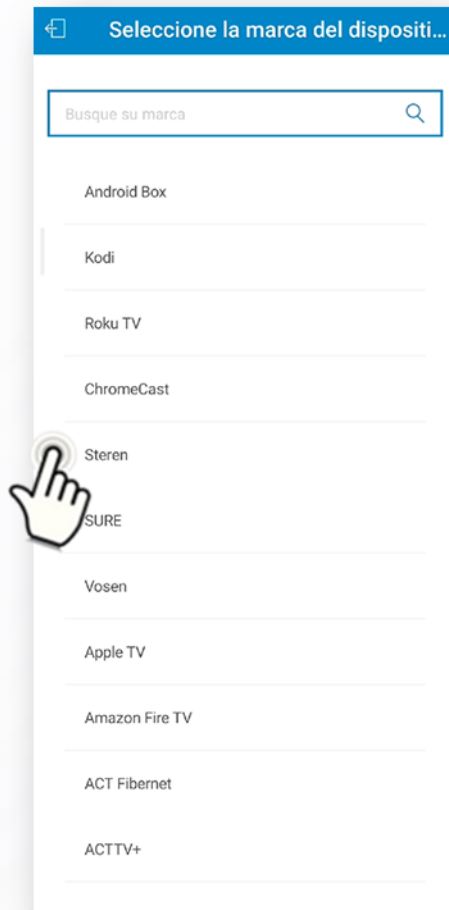 Seleccione la marca del dispositi...
Busque su marca
Android Box
Kodi
Roku TV
ChromeCast
Steren
SURE
Vosen
Apple TV
Amazon Fire TV
ACT Fibernet
ACTTV+